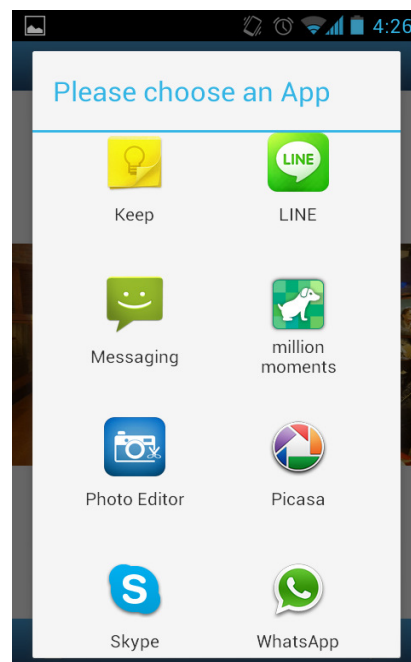 4:26
Please choose an App
LINE
Keep
LINE
Messaging
million
moments
Photo Editor
Picasa
S
Skype
WhatsApp